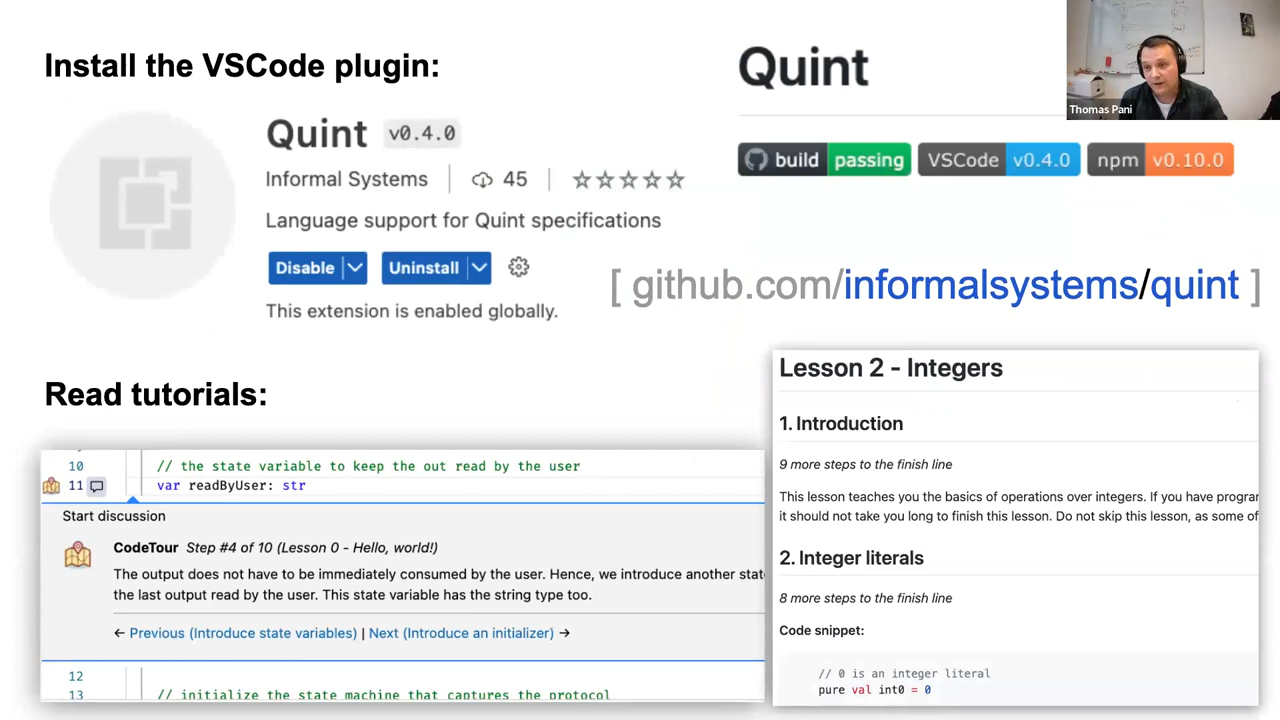 Install the VSCode plugin:
Quint v0.4.0
Informal Systems 45
Language support for Quint specifications
Disable Uninstall
This extension is enabled globally.
Quint
build passing VSCode v0.4.0 npm v0.10.0
Thomas Pani
[ github.com/informalsystems/quint ]
Read tutorials:
10 // the state variable to keep the out read by the user
11 var readByUser: str
Start discussion
CodeTour Step #4 of 10 (Lesson 0 - Hello, world!)
The output does not have to be immediately consumed by the user. Hence, we introduce another stat
the last output read by the user. This state variable has the string type too.
← Previous (Introduce state variables) | Next (Introduce an initializer) →
12
13 // initialize the state machine that captures the protocol
Lesson 2 - Integers
1. Introduction
9 more steps to the finish line
This lesson teaches you the basics of operations over integers. If you have progra
it should not take you long to finish this lesson. Do not skip this lesson, as some of
2. Integer literals
8 more steps to the finish line
Code snippet:
// 0 is an integer literal
pure val int0 = 0